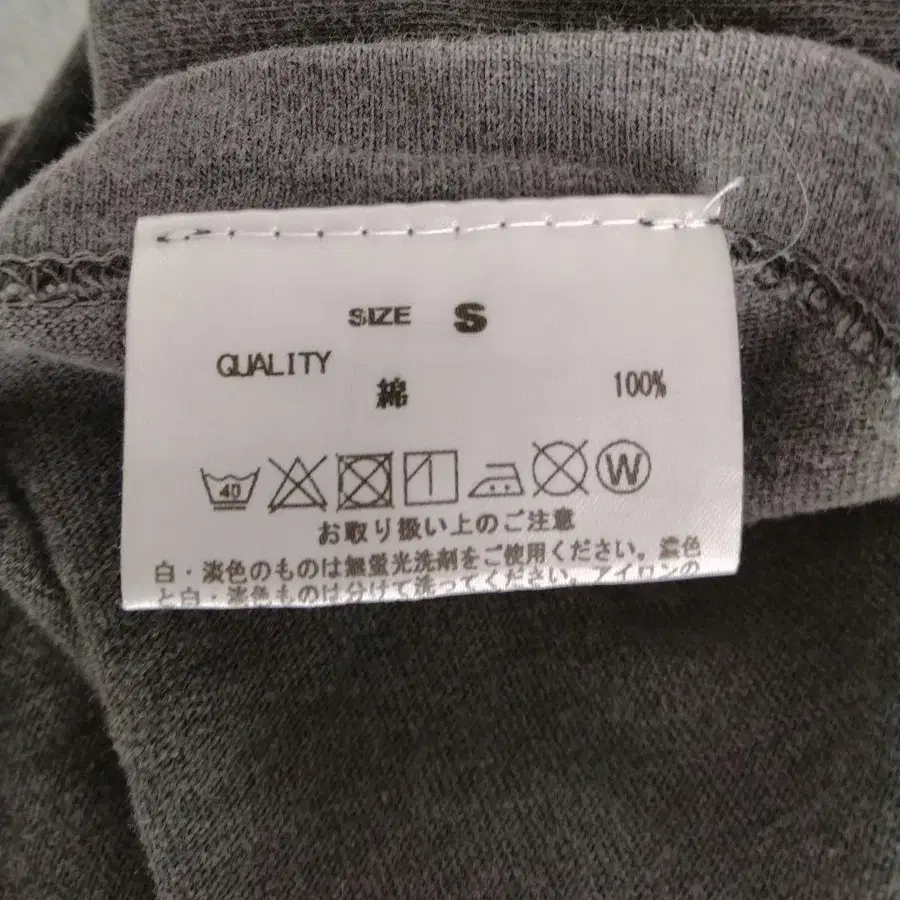 SIZE S
QUALITY
綿 100%
40 W
お取り扱い上のご注意
白・淡色のものは無蛍光洗剤をご使用ください。濃色
と白・淡色ものは分けて洗ってください。アイロンの